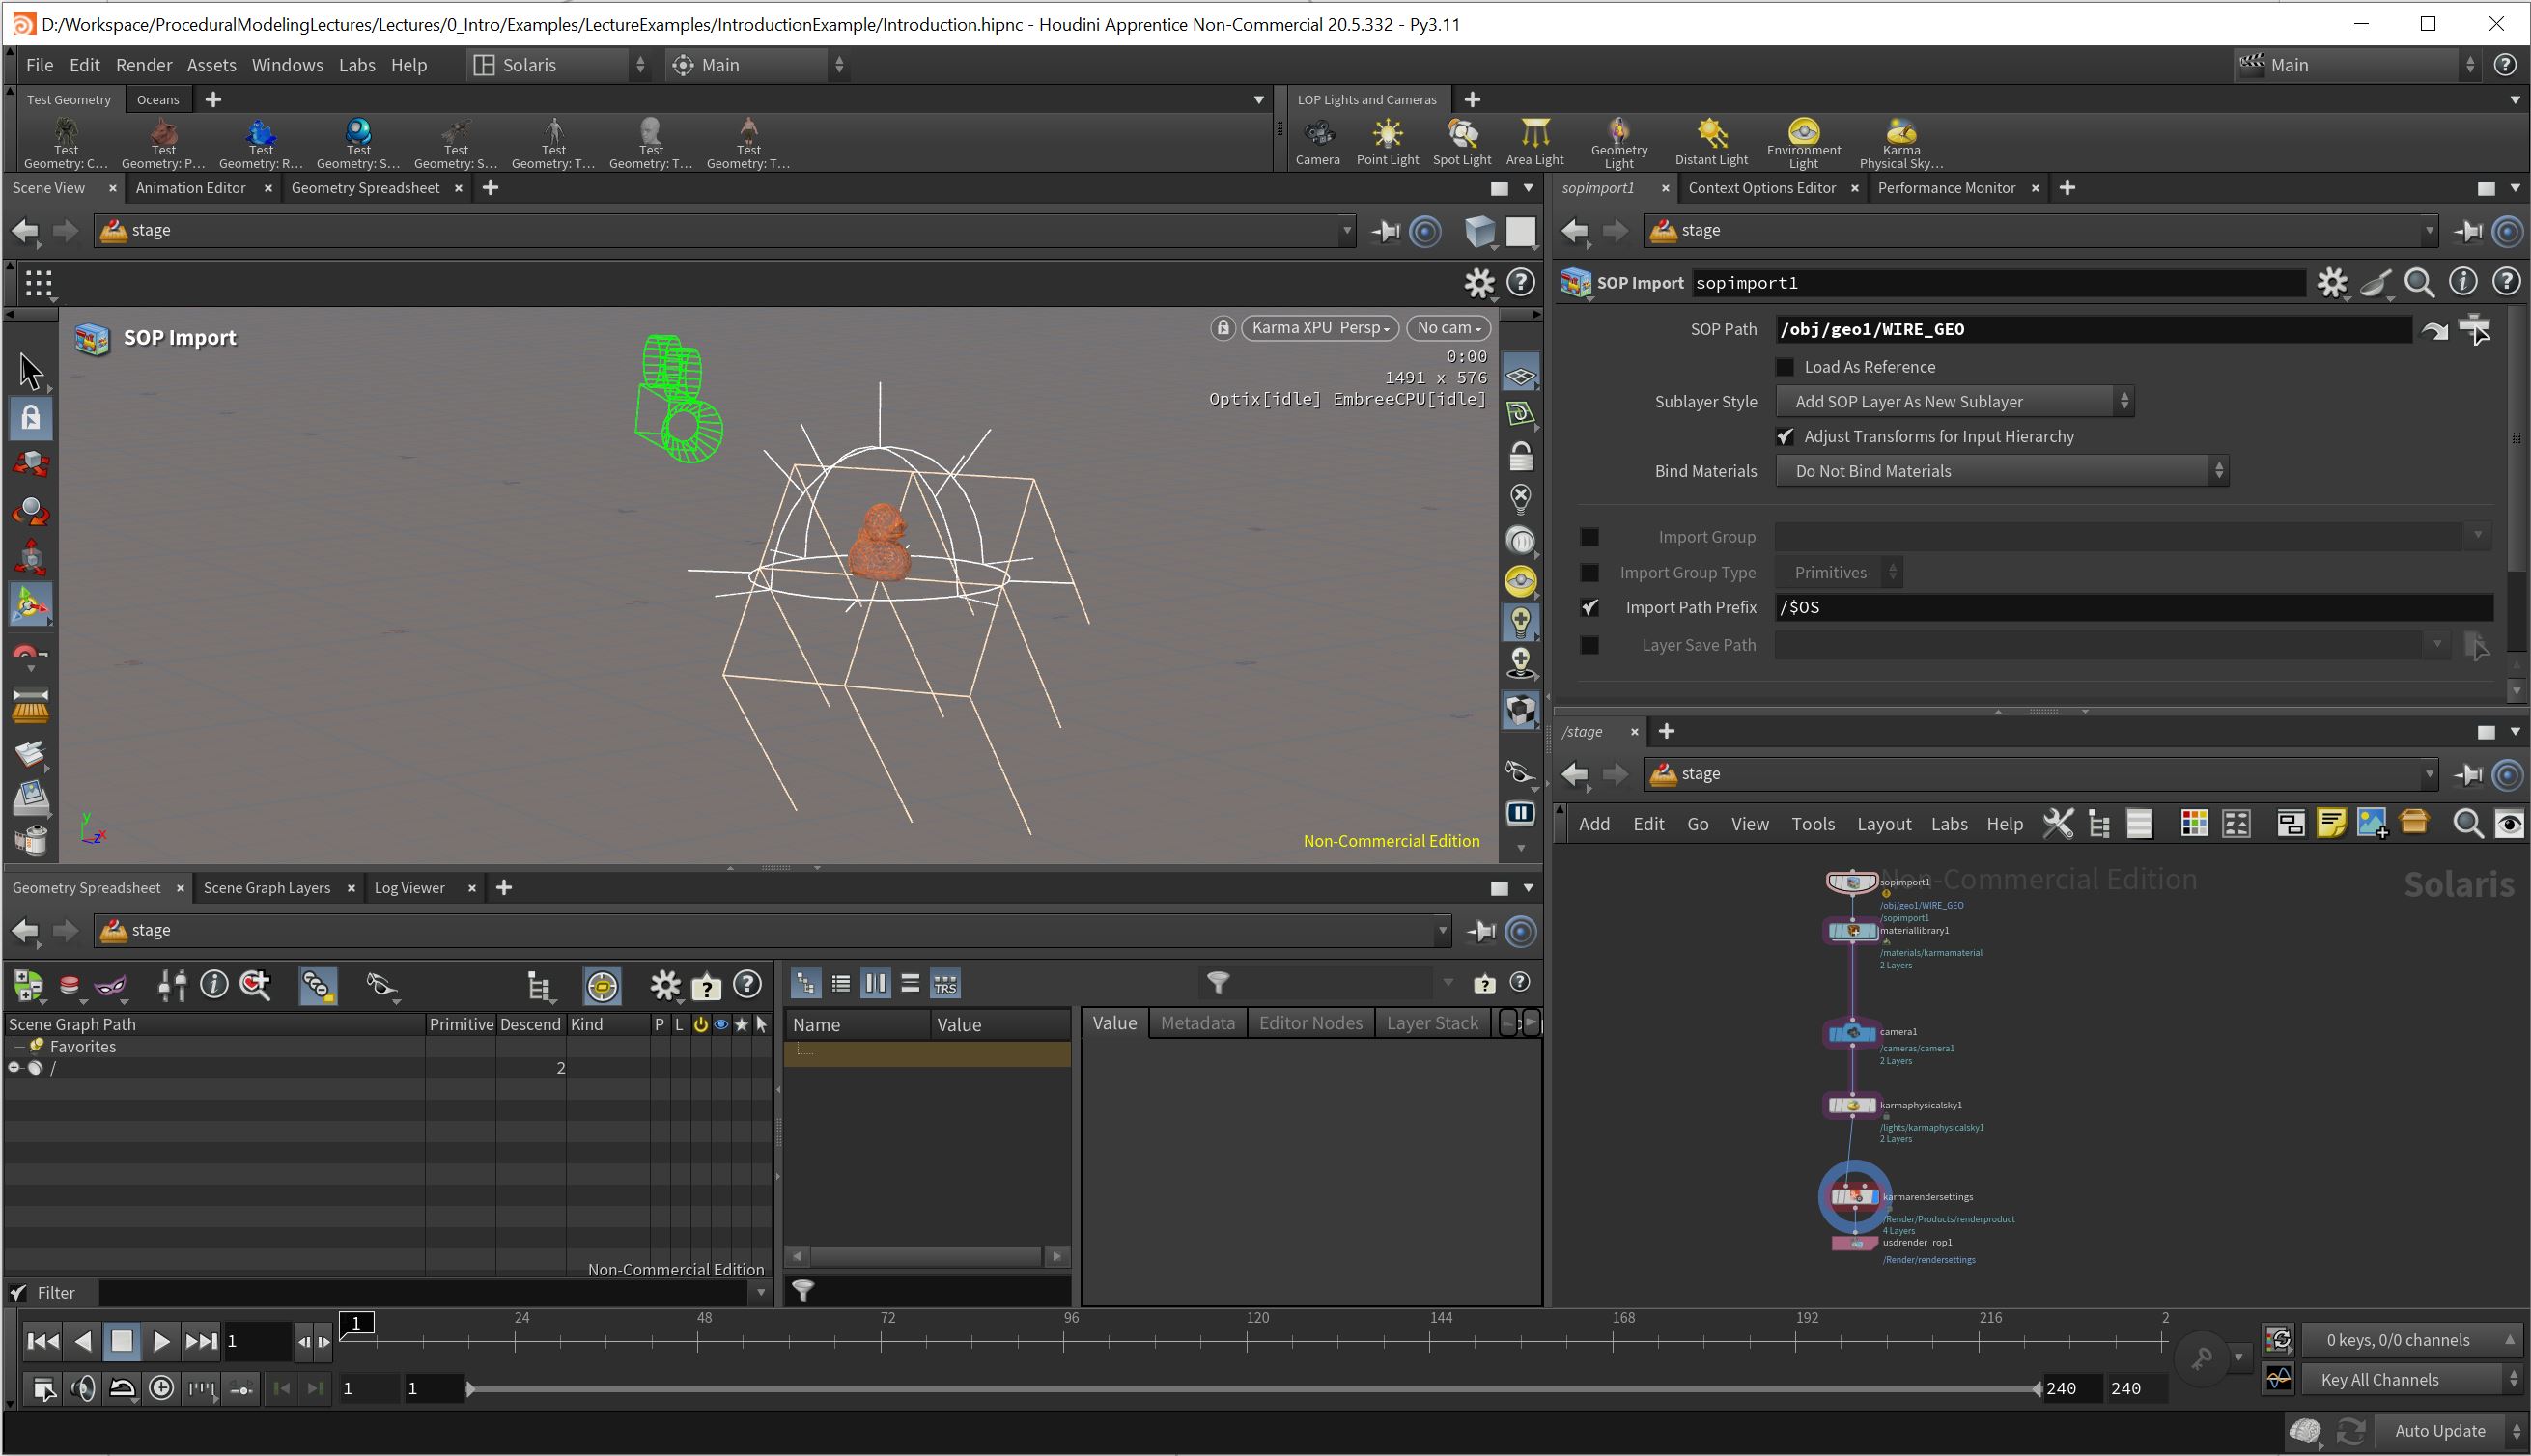 D:/Workspace/ProceduralModelingLectures/Lectures/0_Intro/Examples/LectureExamples/IntroductionExample/Introduction.hipnc - Houdini Apprentice Non-Commercial 20.5.332 - Py3.11
File Edit Render Assets Windows Labs Help Solaris Main Main
Test Geometry Oceans
Test Geometry: C...
Test Geometry: P...
Test Geometry: R...
Test Geometry: S...
Test Geometry: S...
Test Geometry: T...
Test Geometry: T...
Test Geometry: T...
LOP Lights and Cameras
Camera
Point Light
Spot Light
Area Light
Geometry Light
Distant Light
Environment Light
Karma Physical Sky...
Scene View Animation Editor Geometry Spreadsheet
stage
SOP Import
Karma XPU Persp No cam
0:00
1491 x 576
Optix[idle] EmbreeCPU[idle]
y
z x
Non-Commercial Edition
sopimport1 Context Options Editor Performance Monitor
stage
SOP Import sopimport1
SOP Path /obj/geo1/WIRE_GEO
Load As Reference
Sublayer Style Add SOP Layer As New Sublayer
Adjust Transforms for Input Hierarchy
Bind Materials Do Not Bind Materials
Import Group
Import Group Type Primitives
Import Path Prefix /$OS
Layer Save Path
/stage
stage
Add Edit Go View Tools Layout Labs Help
Non-Commercial Edition
Solaris
sopimport1
/obj/geo1/WIRE_GEO
/sopimport1
materiallibrary1
/materials/karmamaterial
2 Layers
camera1
/cameras/camera1
2 Layers
karmaphysicalsky1
/lights/karmaphysicalsky1
2 Layers
karmarendersettings
/Render/Products/renderproduct
4 Layers
usdrender_rop1
/Render/rendersettings
Geometry Spreadsheet Scene Graph Layers Log Viewer
stage
TRS
Scene Graph Path Primitive Descend Kind P L
Favorites
/ 2
Non-Commercial Edition
Filter
Name Value
Value Metadata Editor Nodes Layer Stack
1 1 24 48 72 96 120 144 168 192 216 2
0 keys, 0/0 channels
1 1 240 240
Key All Channels
Auto Update